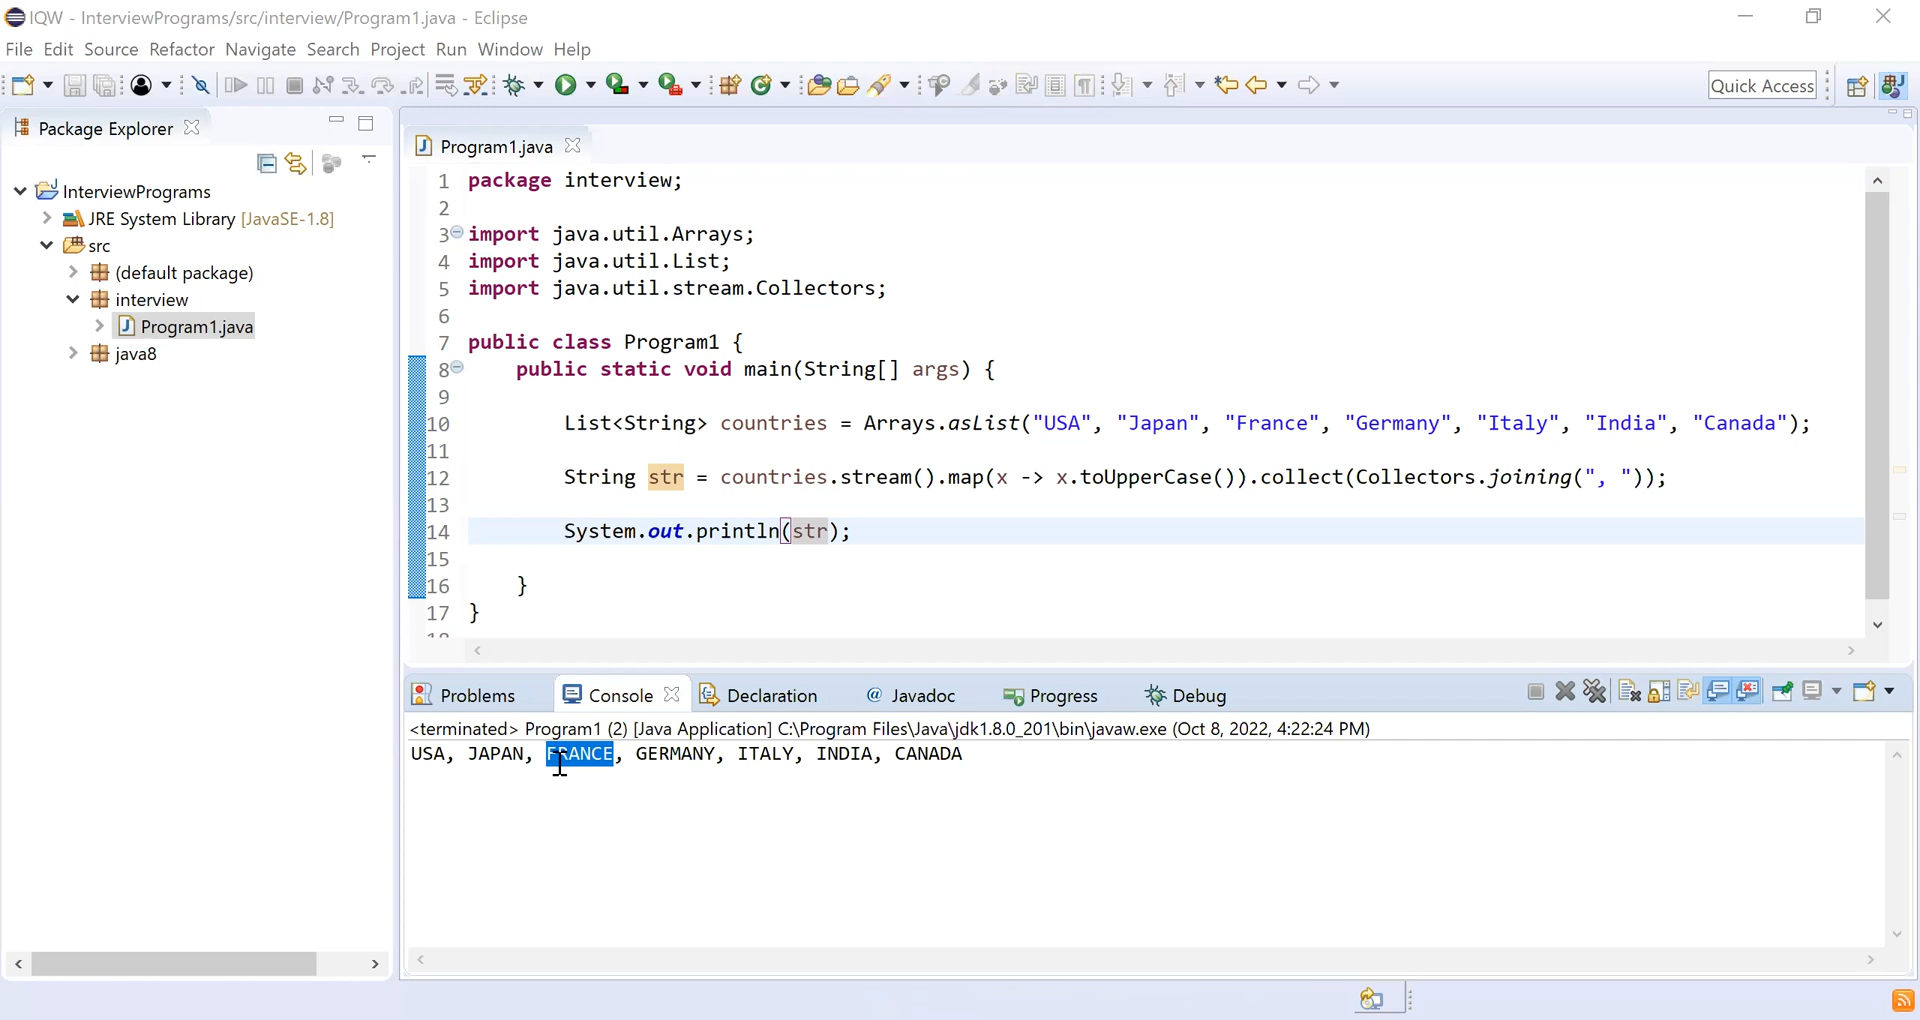 IQW - InterviewPrograms/src/interview/Program1.java - Eclipse
File Edit Source Refactor Navigate Search Project Run Window Help
Quick Access
Package Explorer
InterviewPrograms
JRE System Library [JavaSE-1.8]
src
(default package)
interview
Program1.java
java8
Program1.java
1 package interview;
2
3 import java.util.Arrays;
4 import java.util.List;
5 import java.util.stream.Collectors;
6
7 public class Program1 {
8 public static void main(String[] args) {
9
10 List<String> countries = Arrays.asList("USA", "Japan", "France", "Germany", "Italy", "India", "Canada");
11
12 String str = countries.stream().map(x -> x.toUpperCase()).collect(Collectors.joining(", "));
13
14 System.out.println(str);
15
16 }
17 }
Problems Console Declaration @ Javadoc Progress Debug
<terminated> Program1 (2) [Java Application] C:\Program Files\Java\jdk1.8.0_201\bin\javaw.exe (Oct 8, 2022, 4:22:24 PM)
USA, JAPAN, FRANCE, GERMANY, ITALY, INDIA, CANADA